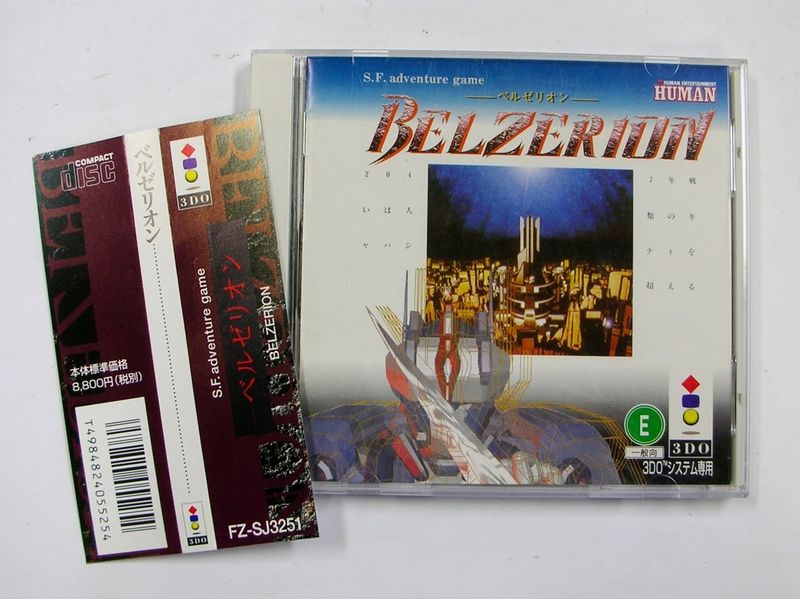 S.F. adventure game
ベルゼリオン
BELZERION
HUMAN ENTERTAINMENT
HUMAN
204 7年戦
いは人 類のキ
ャパシ ティを
超える
E
一般向
3DO
3DO™システム専用
COMPACT
disc
本体標準価格
8,800円(税別)
T4984824055254
ベルゼリオン
3DO
3DO
S.F. adventure game
ベルゼリオン
BELZERION
FZ-SJ3251
BELZERION